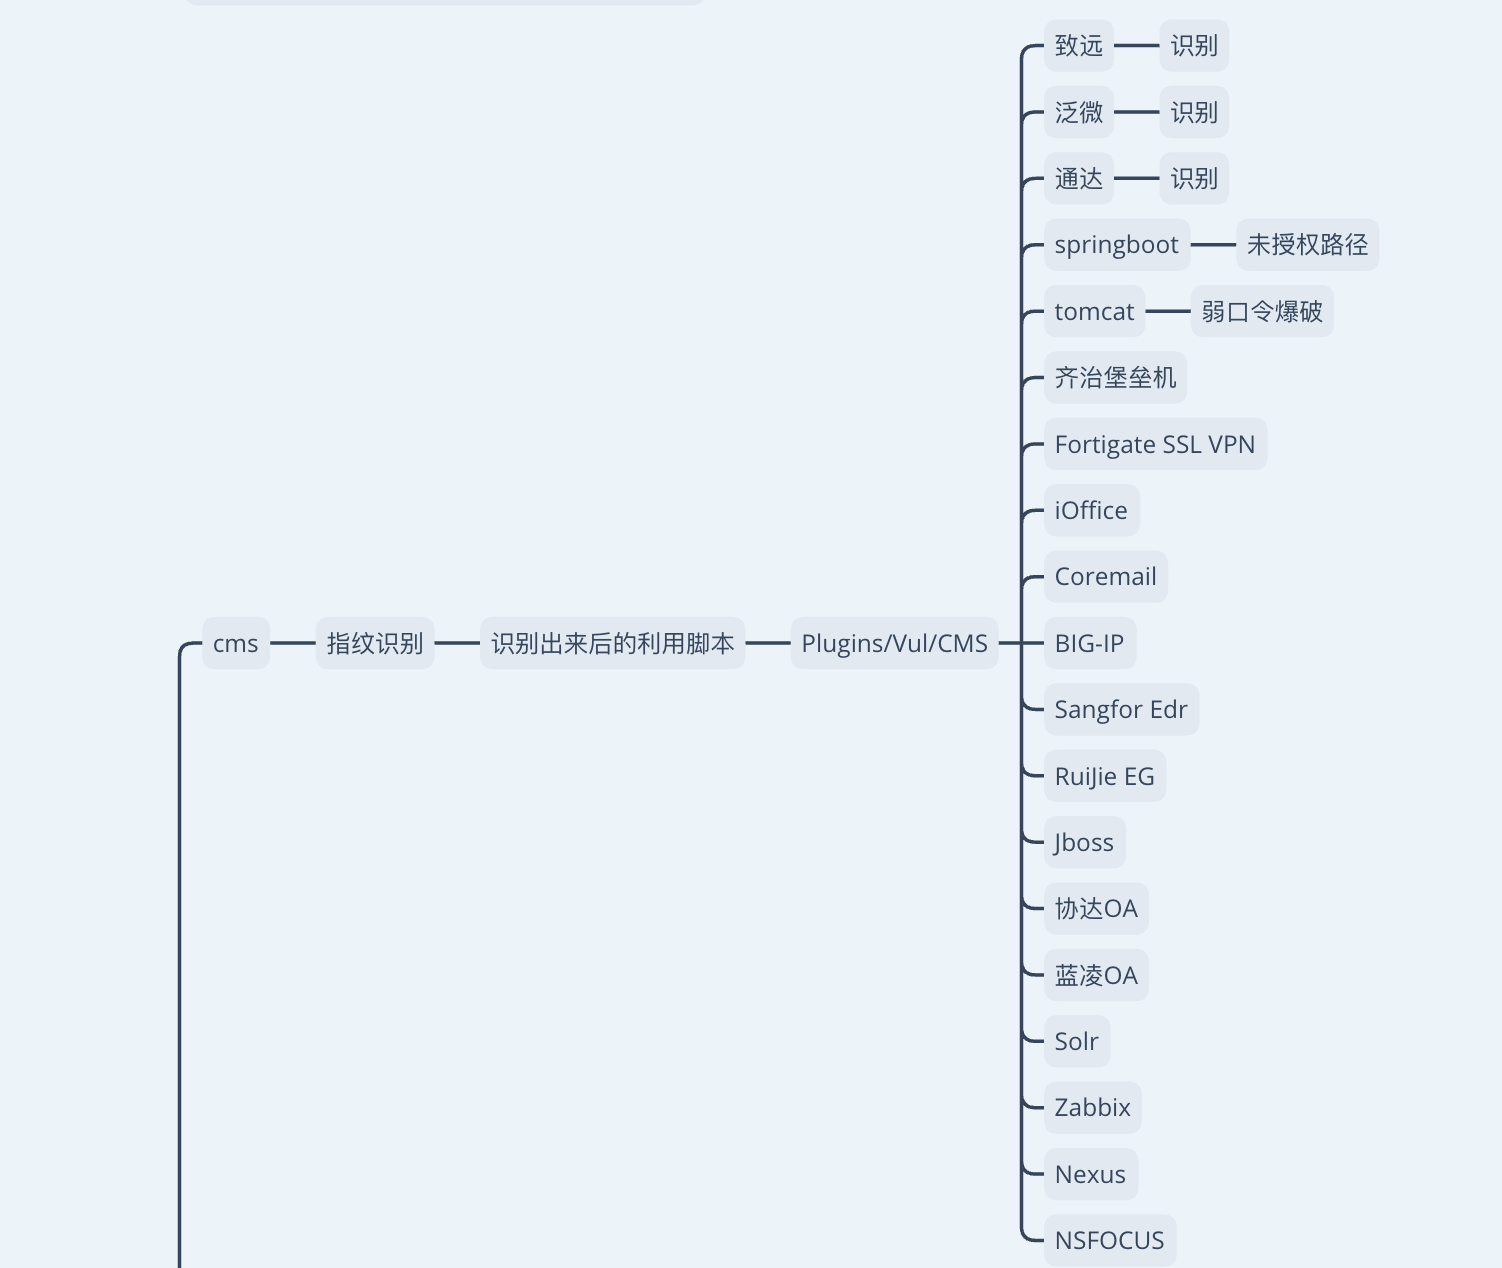 致远 识别
泛微 识别
通达 识别
springboot 未授权路径
tomcat 弱口令爆破
齐治堡垒机
Fortigate SSL VPN
iOffice
Coremail
cms 指纹识别 识别出来后的利用脚本 Plugins/Vul/CMS BIG-IP
Sangfor Edr
RuiJie EG
Jboss
协达OA
蓝凌OA
Solr
Zabbix
Nexus
NSFOCUS